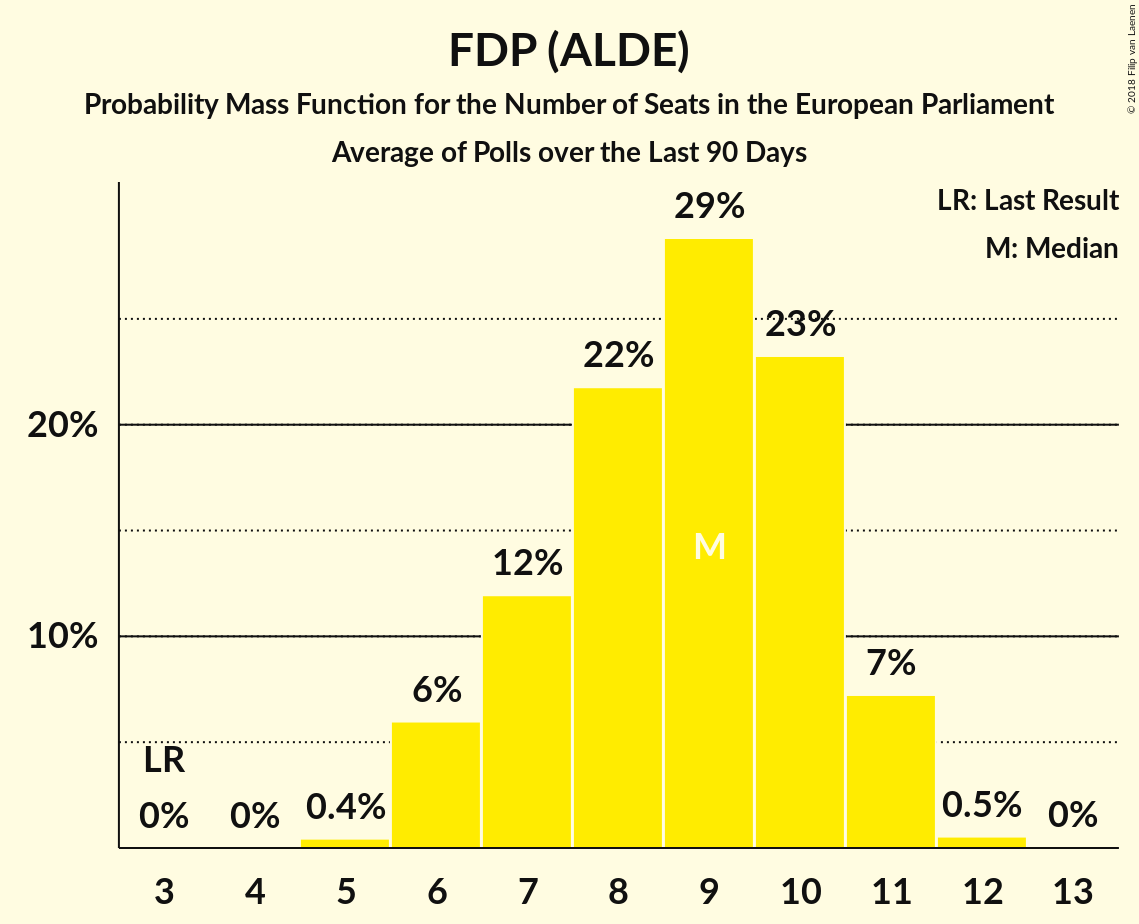 FDP (ALDE)
Probability Mass Function for the Number of Seats in the European Parliament
Average of Polls over the Last 90 Days
© 2018 Filip van Laenen
LR: Last Result
M: Median
29%
23%
22%
20%
M
12%
10%
7%
6%
LR
0%
0%
0.4%
0.5%
0%
3 4 5 6 7 8 9 10 11 12 13